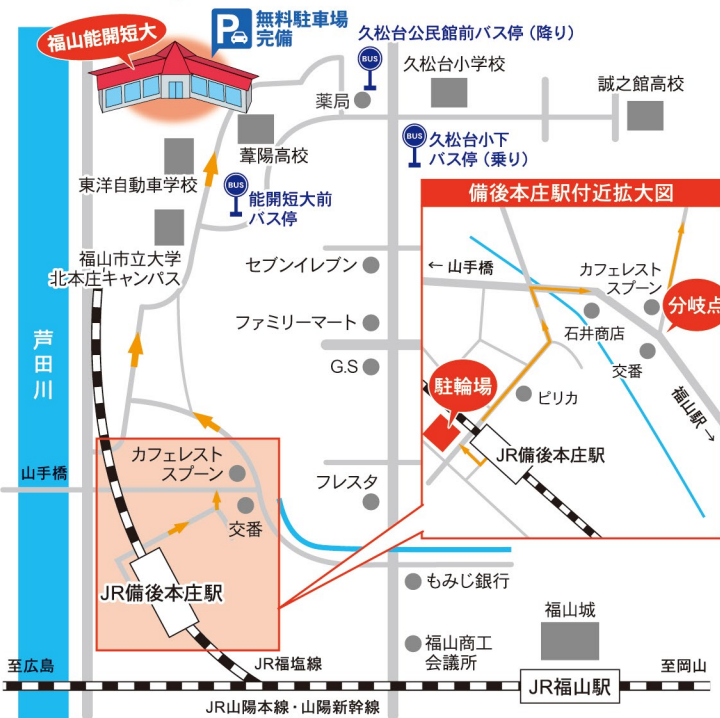 福山能開短大
無料駐車場
完備
久松台公民館前バス停(降り)
久松台小学校
誠之館高校
薬局
BUS
BUS
久松台小下
バス停(乗り)
葦陽高校
東洋自動車学校
BUS
能開短大前
バス停
福山市立大学
北本庄キャンパス
セブンイレブン
ファミリーマート
G.S
芦田川
備後本庄駅付近拡大図
← 山手橋
カフェレスト
スプーン
分岐点
石井商店
交番
福山駅→
駐輪場
ピリカ
JR備後本庄駅
カフェレスト
スプーン
山手橋
フレスタ
交番
JR備後本庄駅
もみじ銀行
福山城
福山商工
会議所
至広島
JR福塩線
至岡山
JR福山駅
JR山陽本線・山陽新幹線